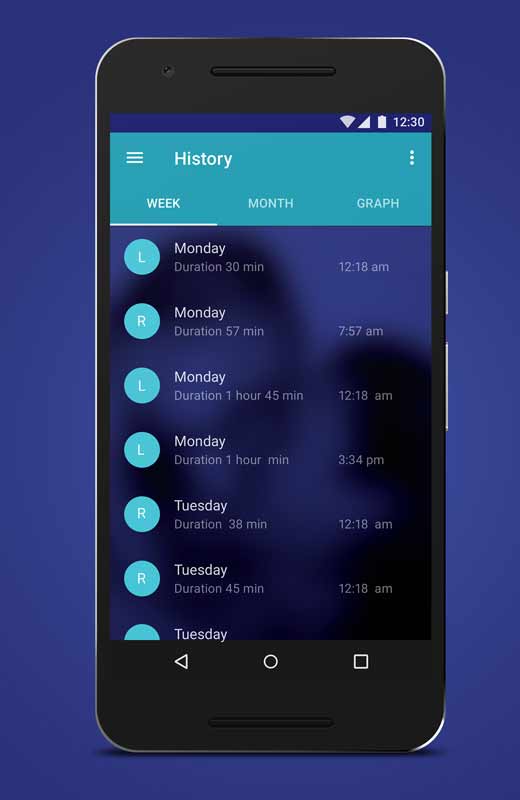 12:30
History
WEEK MONTH GRAPH
L
Monday
Duration 30 min 12:18 am
R
Monday
Duration 57 min 7:57 am
L
Monday
Duration 1 hour 45 min 12:18 am
L
Monday
Duration 1 hour min 3:34 pm
R
Tuesday
Duration 38 min 12:18 am
R
Tuesday
Duration 45 min 12:18 am
Tuesday